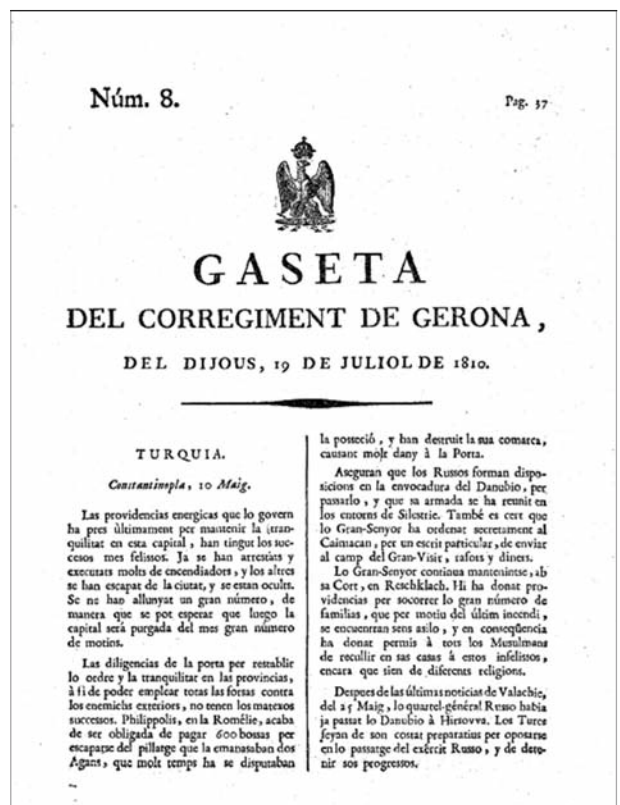 Núm. 8.
Pag. 37
GASETA
DEL CORREGIMENT DE GERONA,
DEL DIJOUS, 19 DE JULIOL DE 1810.
TURQUIA.
Constantinopla, 10 Maig.
Las providencias energicas que lo govern
ha pres ùltimament per mantenir la tran-
quilitat en esta capital, han tingut los suc-
cesos mes felissos. Ja se han arrestats y
executats molts de encendiadors, y los altres
se han escapat de la ciutat, y se estan ocults.
Se ne han allunyat un gran número, de
manera que se pot esperar que luego la
capital serà purgada del mes gran número
de motins.
Las diligencias de la porta per restablir
lo ordre y la tranquilitat en las provincias,
à fi de poder emplear totas las forsas contra
los enemichs exteriors, no tenen los matexos
successos. Philippolis, en la Romélie, acaba
de ser obligada de pagar 600 bossas per
escaparse del pillatge que la emanasaban dos
Agans, que molt temps ha se disputaban
la posseció, y han destruit la sua comarca,
causant molt dany à la Porta.
Aseguran que los Russos forman dispo-
sicions en la envocadura del Danubio, per
passarlo, y que sa armada se ha reunit en
los entorns de Silestrie. També es cert que
lo Gran-Senyor ha ordenat secretament al
Caimacan, per un escrit particular, de enviar
al camp del Gran-Visit, rafors y diners.
Lo Gran-Senyor continua mantenintse, ab
sa Cort, en Reschklach. Hi ha donat pro-
videncias per socorrer lo gran número de
familias, que per motiu del últim incendi,
se encuentran sens asilo, y en conseqüencia
ha donat permis à tots los Musulmans
de recullir en sas casas à estos infelissos,
encara que sien de diferens religions.
Despues de las últimas noticias de Valachie,
del 25 Maig, lo quartel-général Russo habia
ja passat lo Danubio à Hirsovva. Los Turcs
feyan de son costat preparatius per oposarse
en lo passatge del exèrcit Russo, y de dete-
nir sos progressos.